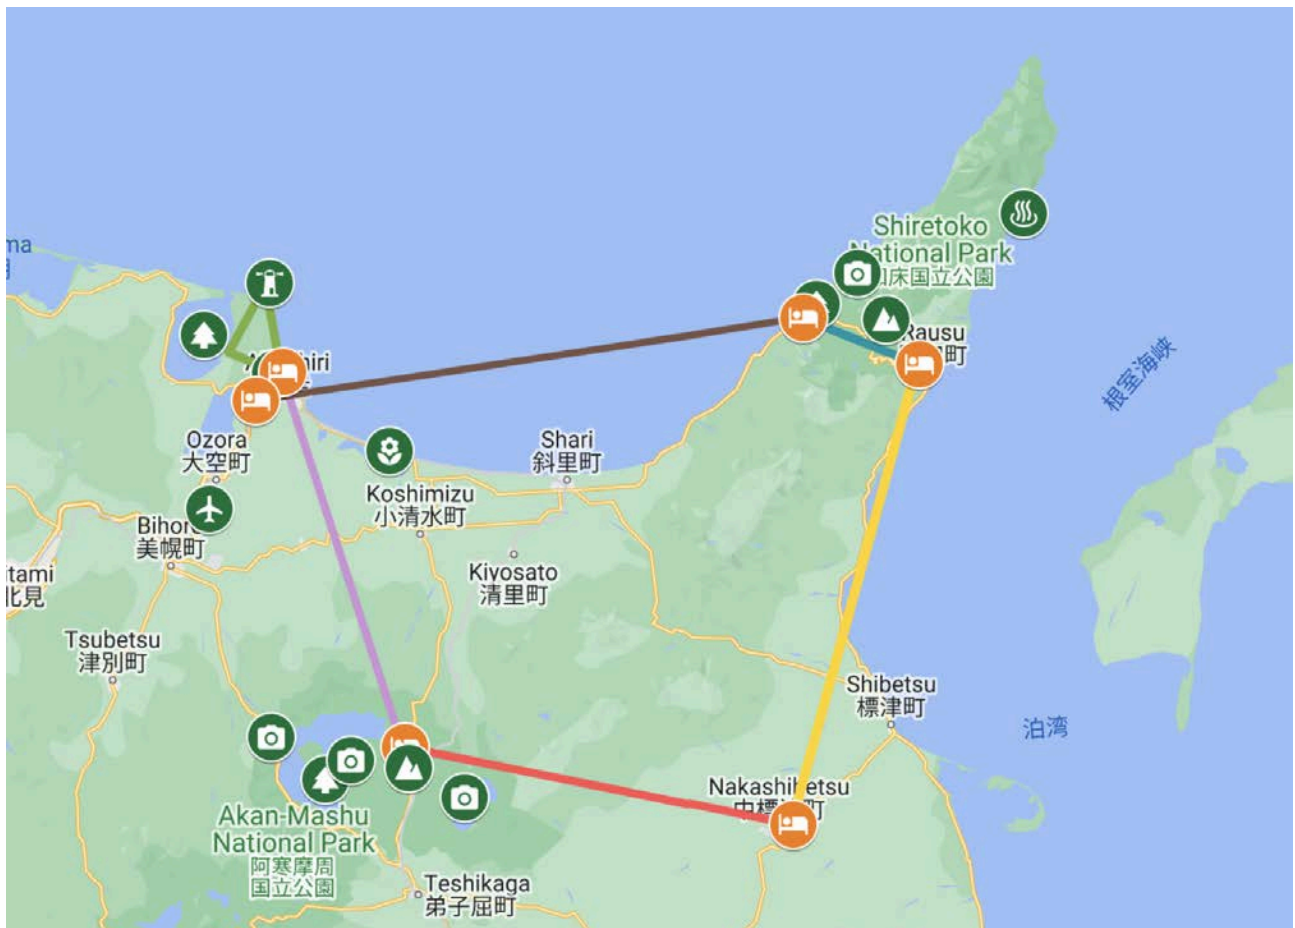 Shiretoko
National Park
知床国立公園
Rausu
根室海峡
Ozora
大空町
Shari
斜里町
Koshimizu
小清水町
美幌町
Kiyosato
清里町
北見
Tsubetsu
津別町
Shibetsu
標津町
泊湾
Nakashibetsu
Akan-Mashu
National Park
阿寒摩周
国立公園
Teshikaga
弟子屈町